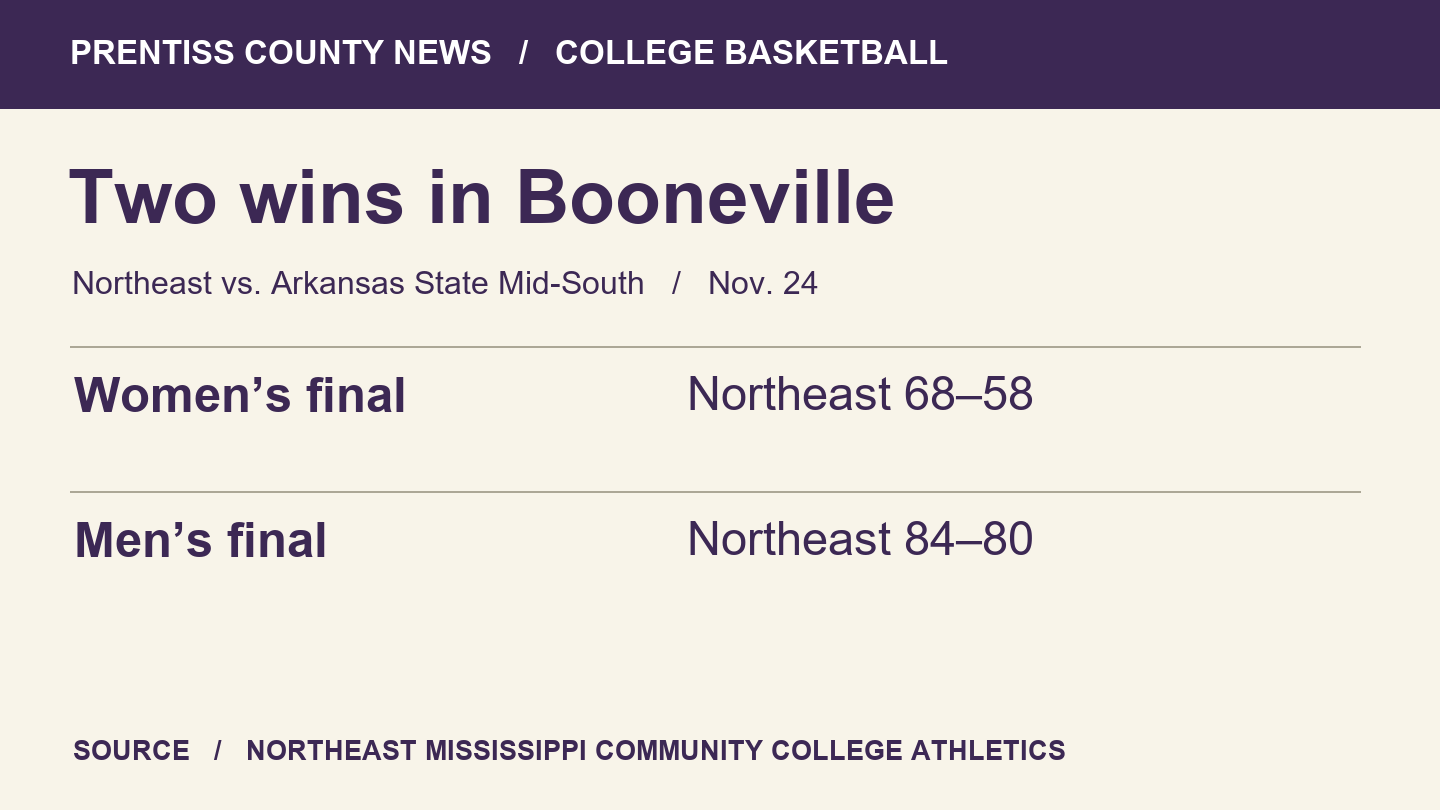 PRENTISS COUNTY NEWS / COLLEGE BASKETBALL
Two wins in Booneville
Northeast vs. Arkansas State Mid-South / Nov. 24
Women’s final Northeast 68–58
Men’s final Northeast 84–80
SOURCE / NORTHEAST MISSISSIPPI COMMUNITY COLLEGE ATHLETICS